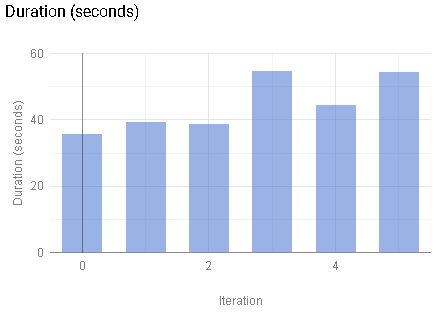 Duration (seconds)
60
40
20
0
Duration (seconds)
0 2 4
Iteration